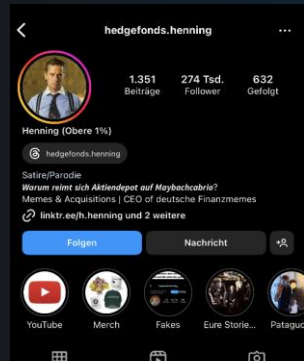 hedgefonds.henning
1.351 274 Tsd. 632
Beiträge Follower Gefolgt
Henning (Obere 1%)
hedgefonds.henning
Satire/Parodie
Warum reimt sich Aktiendepot auf Maybachcabrio?
Memes & Acquisitions | CEO of deutsche Finanzmemes
linktr.ee/h.henning und 2 weitere
Folgen Nachricht
YouTube Merch Fakes Eure Storie... Pataguc